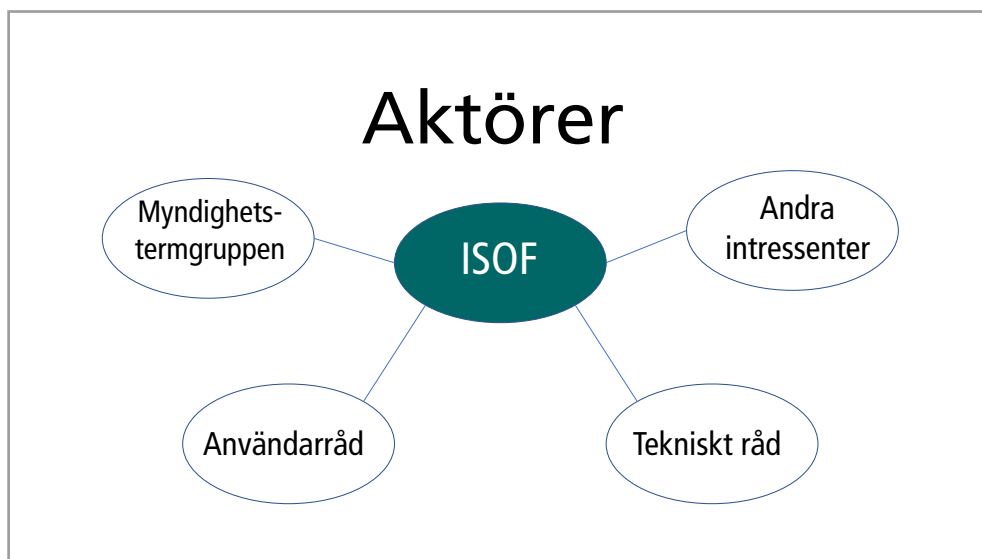 Aktörer
Myndighets-
termgruppen
ISOF
Andra
intressenter
Användarråd
Tekniskt råd